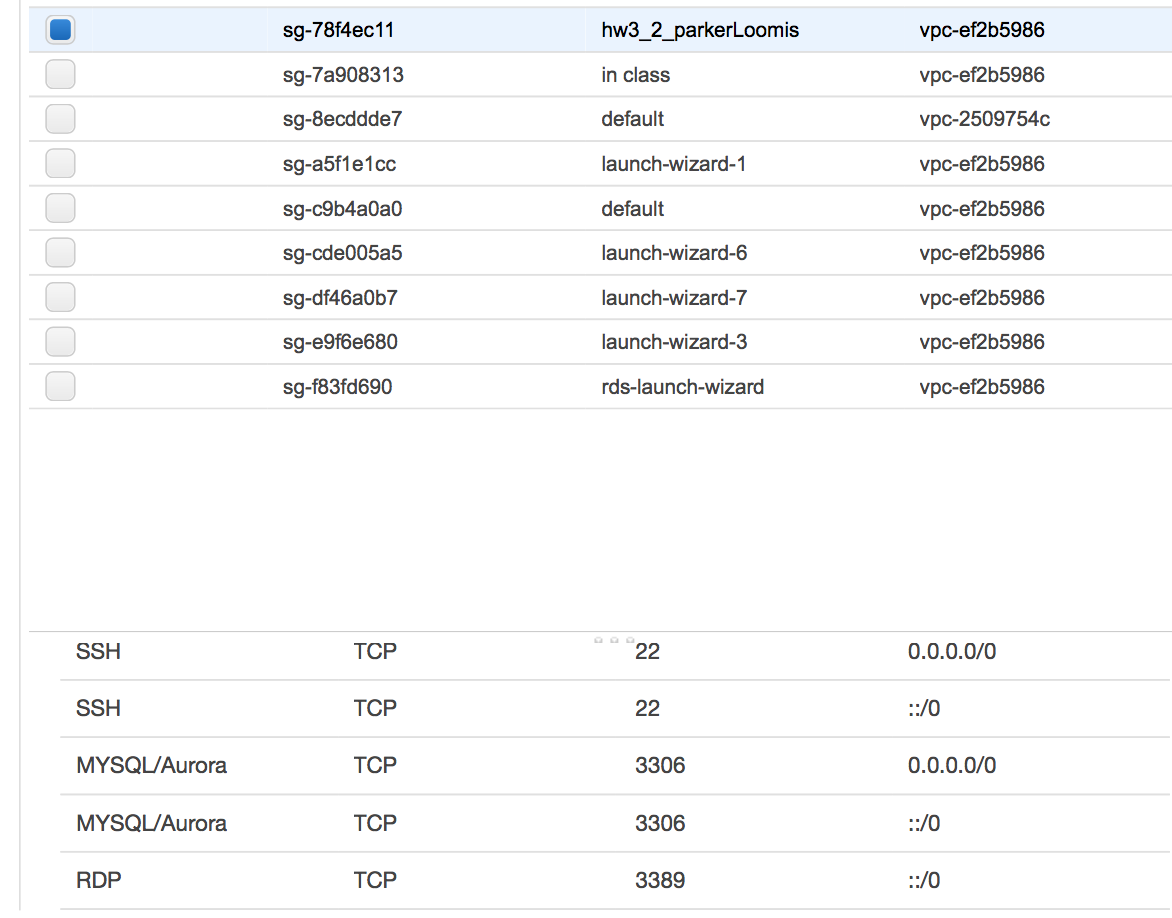 sg-78f4ec11 hw3_2_parkerLoomis vpc-ef2b5986
sg-7a908313 in class vpc-ef2b5986
sg-8ecddde7 default vpc-2509754c
sg-a5f1e1cc launch-wizard-1 vpc-ef2b5986
sg-c9b4a0a0 default vpc-ef2b5986
sg-cde005a5 launch-wizard-6 vpc-ef2b5986
sg-df46a0b7 launch-wizard-7 vpc-ef2b5986
sg-e9f6e680 launch-wizard-3 vpc-ef2b5986
sg-f83fd690 rds-launch-wizard vpc-ef2b5986
SSH TCP 22 0.0.0.0/0
SSH TCP 22 ::/0
MYSQL/Aurora TCP 3306 0.0.0.0/0
MYSQL/Aurora TCP 3306 ::/0
RDP TCP 3389 ::/0